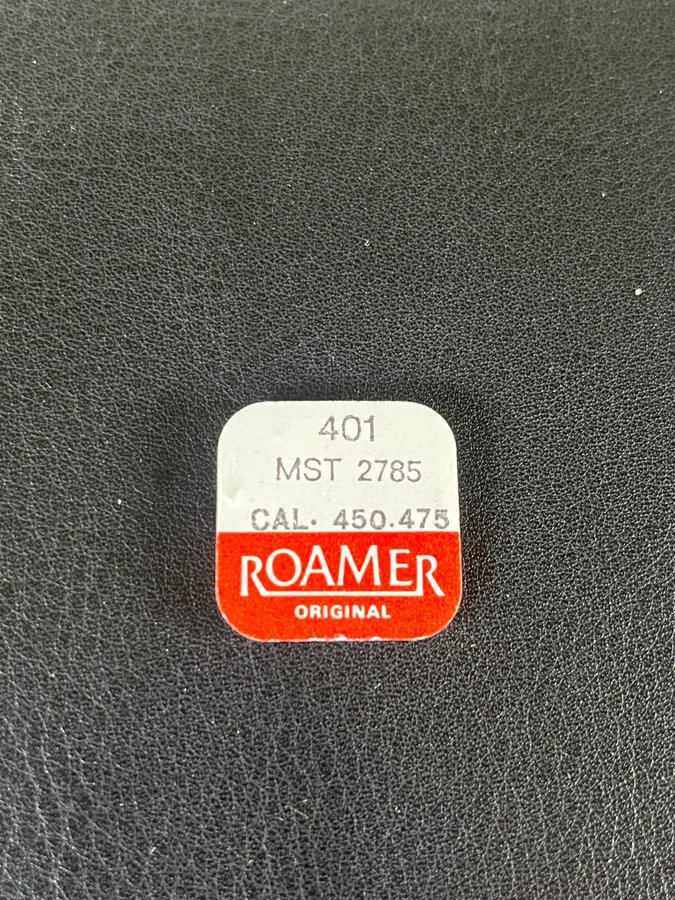 401
MST 2785
CAL. 450.475
ROAMER
ORIGINAL